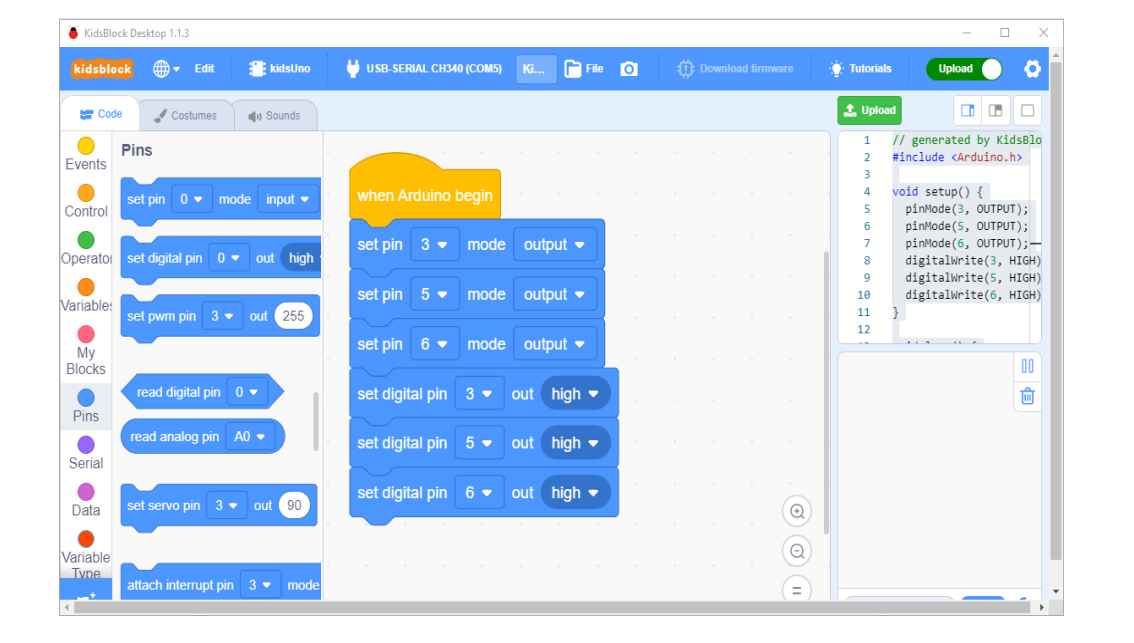 KidsBlock Desktop 1.1.3
kidsblock Edit kidsUno USB-SERIAL CH340 (COM5) Ki... File Download firmware Tutorials Upload
Code Costumes Sounds
Upload
Events
Control
Operator
Variables
My
Blocks
Pins
Serial
Data
Variable
Type
Pins
set pin 0 mode input
set digital pin 0 out high
set pwm pin 3 out 255
read digital pin 0
read analog pin A0
set servo pin 3 out 90
attach interrupt pin 3 mode
when Arduino begin
set pin 3 mode output
set pin 5 mode output
set pin 6 mode output
set digital pin 3 out high
set digital pin 5 out high
set digital pin 6 out high
1 // generated by KidsBlo
2 #include <Arduino.h>
3
4 void setup() {
5 pinMode(3, OUTPUT);
6 pinMode(5, OUTPUT);
7 pinMode(6, OUTPUT);
8 digitalWrite(3, HIGH)
9 digitalWrite(5, HIGH)
10 digitalWrite(6, HIGH)
11 }
12